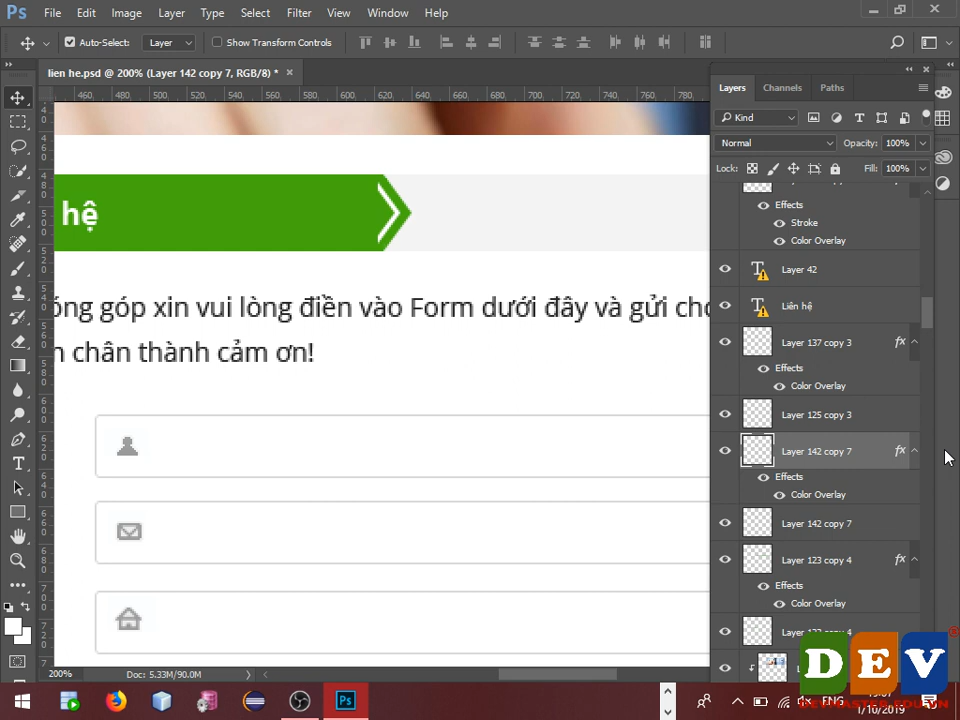 Ps File Edit Image Layer Type Select Filter View Window Help
Auto-Select: Layer Show Transform Controls
lien he.psd @ 200% (Layer 142 copy 7, RGB/8) * ×
460. 480. 500. 520. 540. 560. 580. 600. 620. 640. 660. 680. 700. 720. 740. 760. 780.
Layers Channels Paths
Kind
Normal Opacity: 100%
Lock: Fill: 100%
Effects
Stroke
Color Overlay
Layer 42
Liên hệ
Layer 137 copy 3 fx
Effects
Color Overlay
Layer 125 copy 3
Layer 142 copy 7 fx
Effects
Color Overlay
Layer 142 copy 7
Layer 123 copy 4 fx
Effects
Color Overlay
hệ
óng góp xin vui lòng điền vào Form dưới đây và gửi cho
chân thành cảm ơn!
200% Doc: 5.33M/90.0M
DEV
ENG
1/10/2019